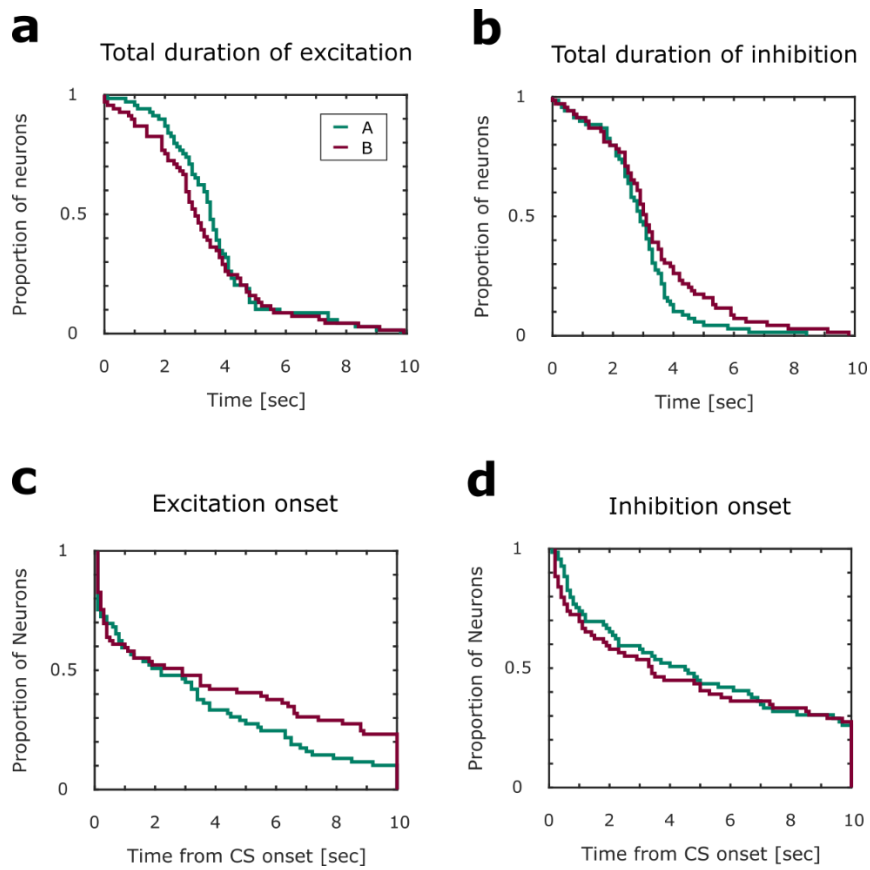 a
Total duration of excitation
Proportion of neurons
1
0.5
0
A
B
0 2 4 6 8 10
Time [sec]
b
Total duration of inhibition
Proportion of neurons
1
0.5
0
0 2 4 6 8 10
Time [sec]
c
Excitation onset
Proportion of Neurons
1
0.5
0
0 2 4 6 8 10
Time from CS onset [sec]
d
Inhibition onset
Proportion of Neurons
1
0.5
0
0 2 4 6 8 10
Time from CS onset [sec]